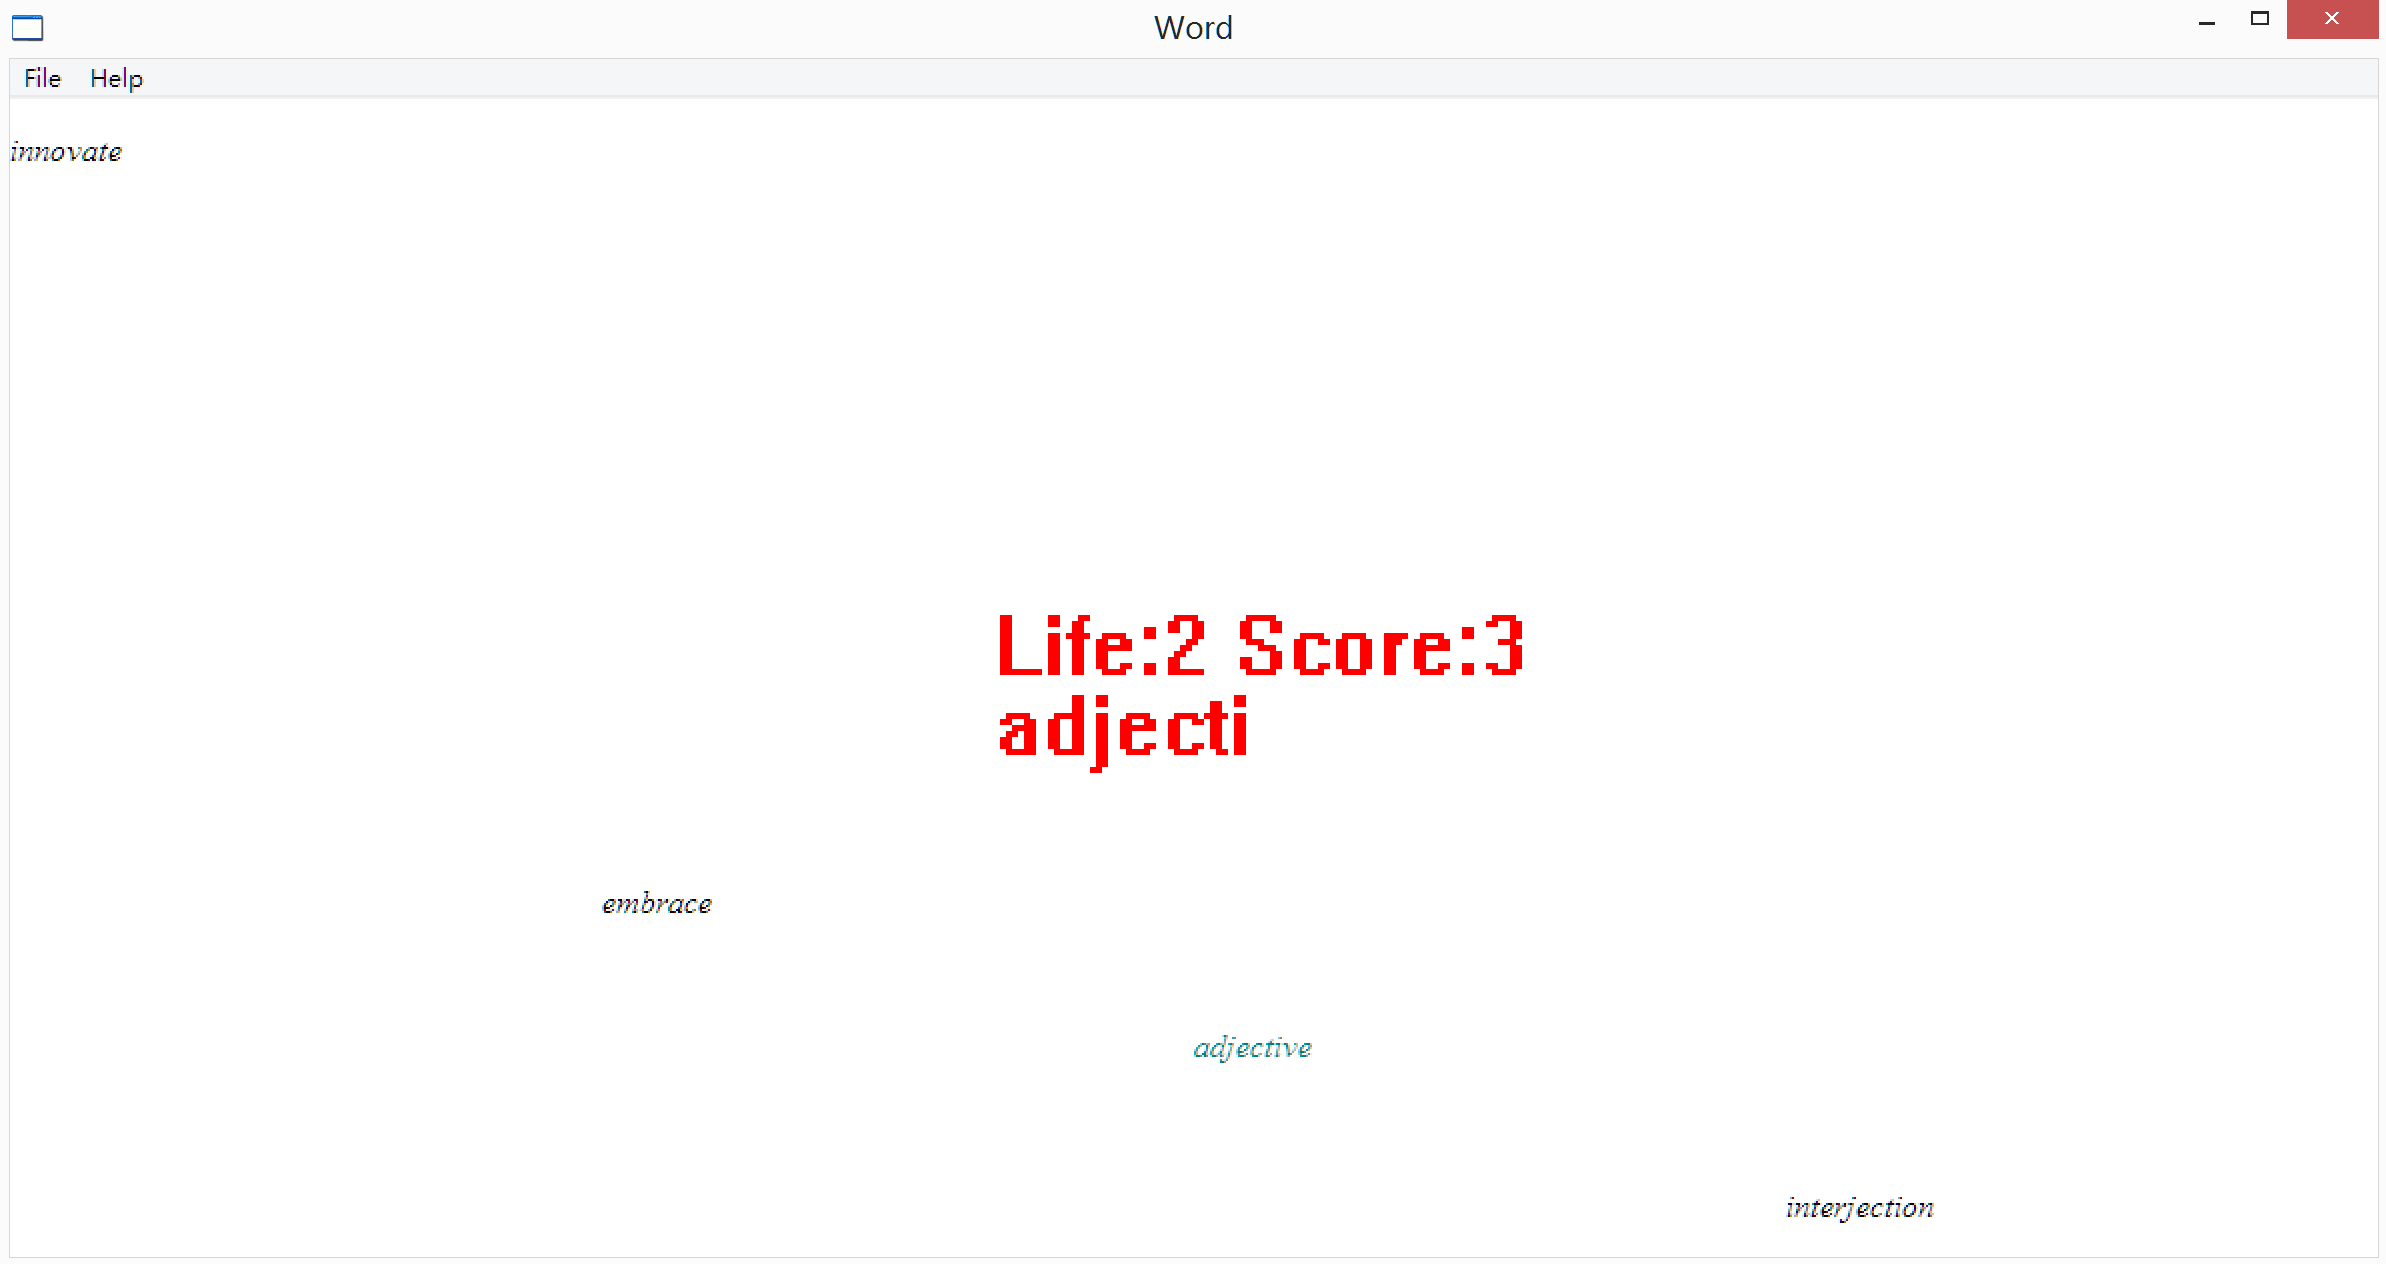 Word
File Help
innovate
Life:2 Score:3
adjecti
embrace
adjective
interjection